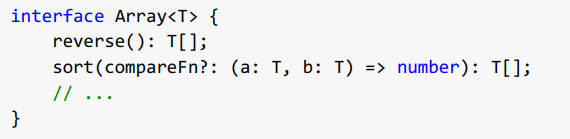 interface Array<T> {
    reverse(): T[];
    sort(compareFn?: (a: T, b: T) => number): T[];
    // ...
}